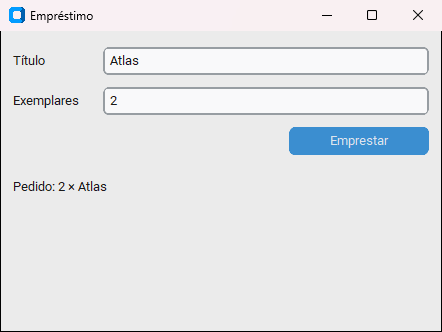 Empréstimo
Título
Atlas
Exemplares
2
Emprestar
Pedido: 2 × Atlas